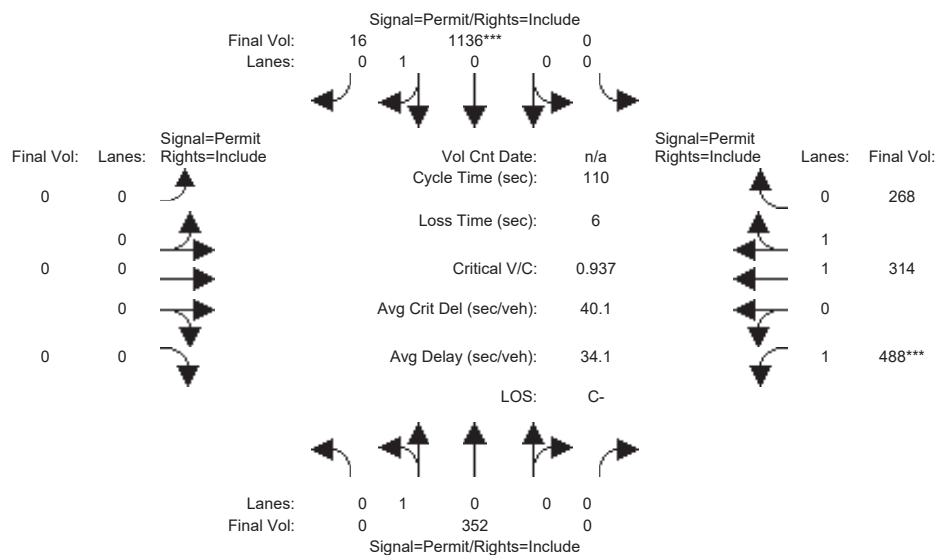 Signal=Permit/Rights=Include
Final Vol: 16 1136*** 0
Lanes: 0 1 0 0 0
Signal=Permit
Final Vol: Lanes: Rights=Include
Vol Cnt Date: n/a
Signal=Permit
Rights=Include Lanes: Final Vol:
Cycle Time (sec): 110
0 0
0 268
Loss Time (sec): 6
0
1
0 0
Critical V/C: 0.937
1 314
0
Avg Crit Del (sec/veh): 40.1
0
0 0
Avg Delay (sec/veh): 34.1
1 488***
LOS: C-
Lanes: 0 1 0 0 0
Final Vol: 0 352 0
Signal=Permit/Rights=Include